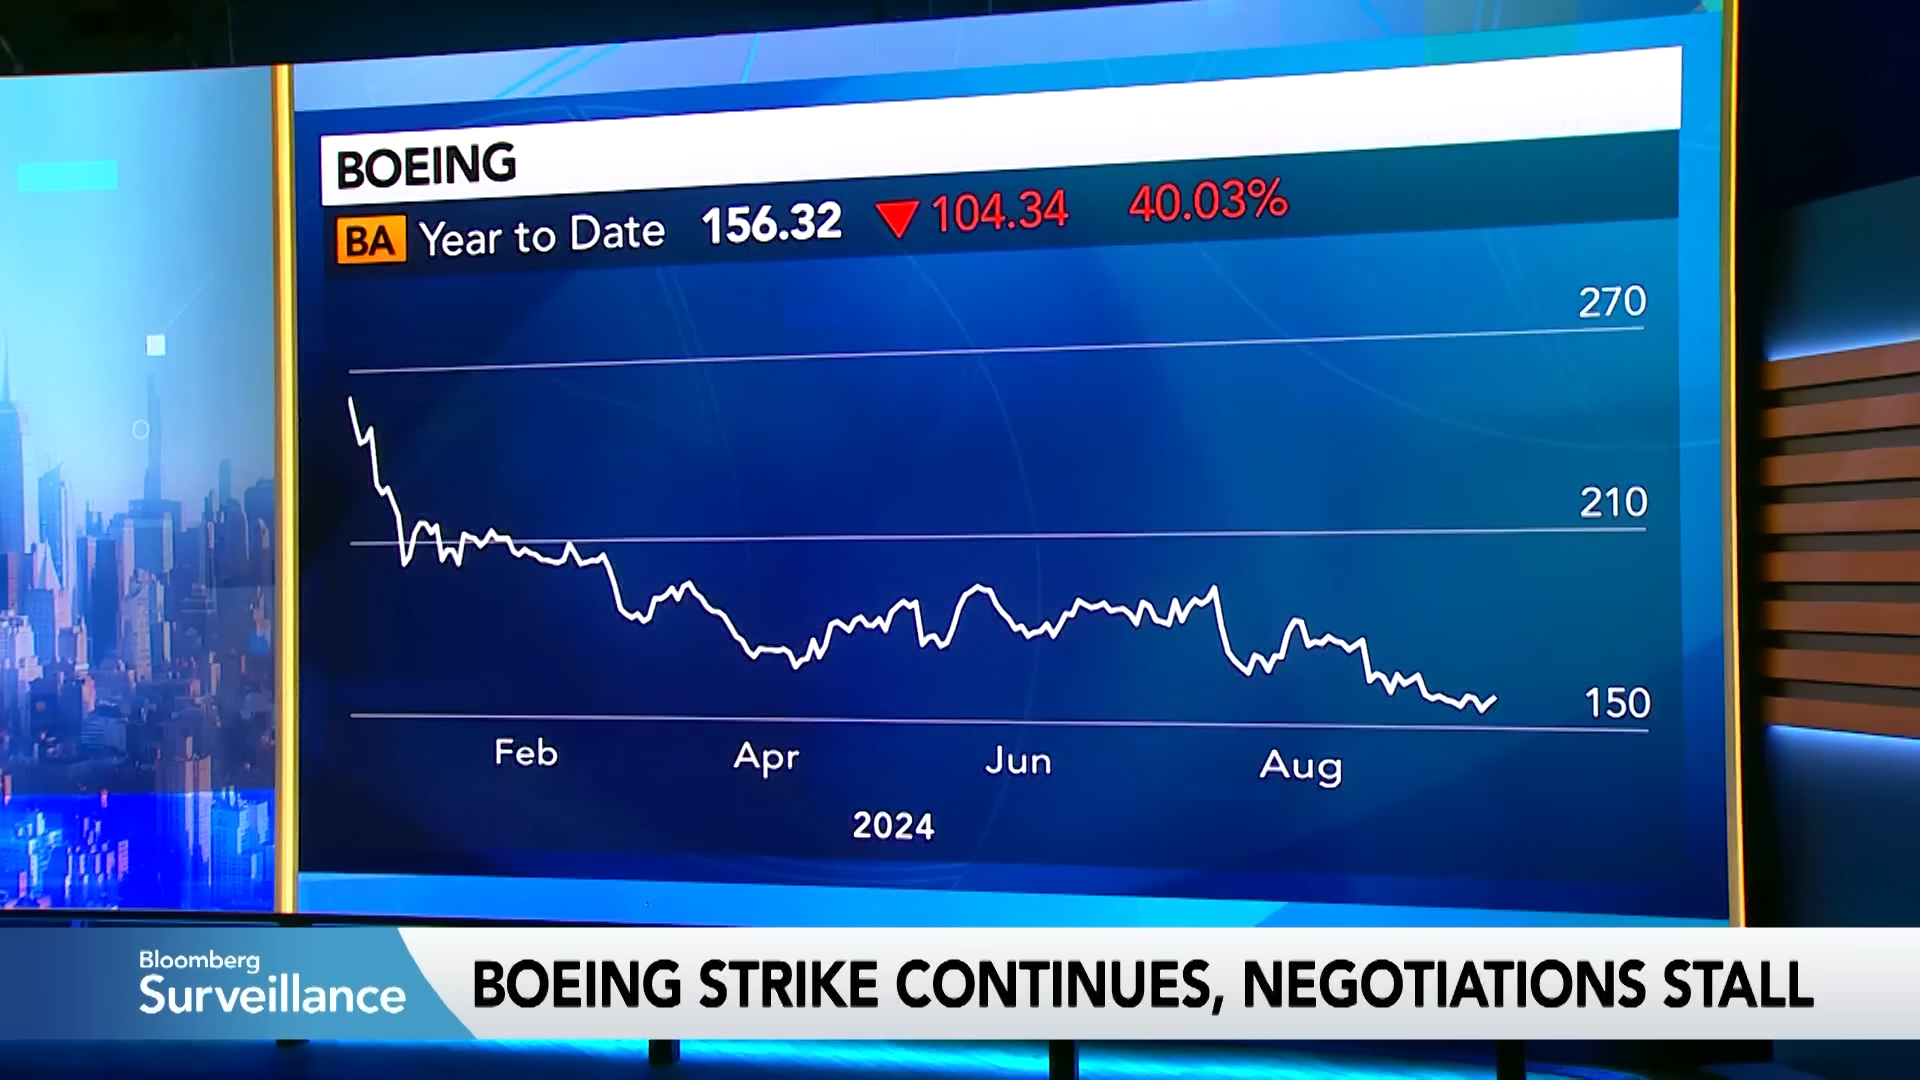 BOEING
BA Year to Date 156.32 ▼ 104.34 40.03%
270
210
150
Feb Apr Jun Aug
2024
Bloomberg
Surveillance
BOEING STRIKE CONTINUES, NEGOTIATIONS STALL